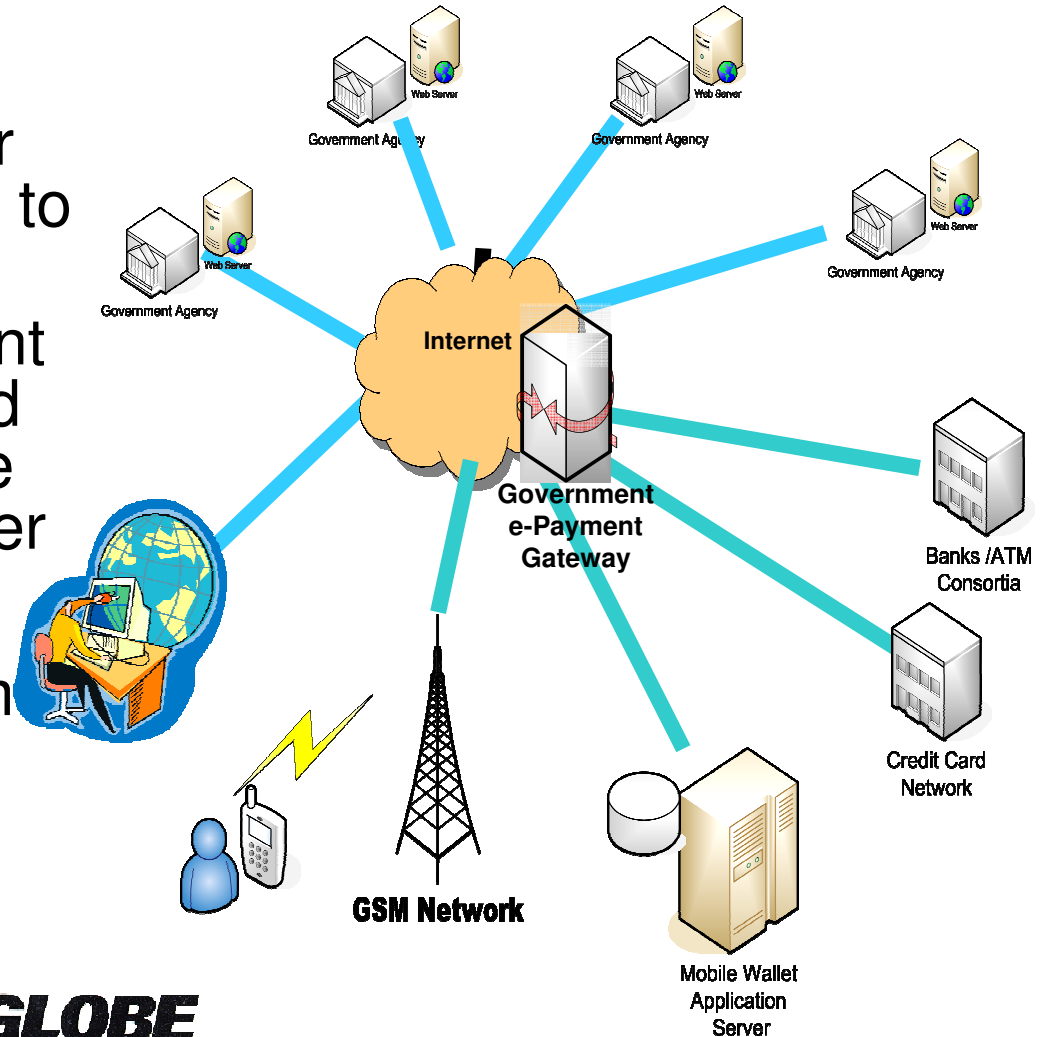 Web Server
Government Agency
Web Server
Government Agency
r
to
Web Server
Government Agency
Web Server
Government Agency
nt
d
e
er
n
Internet
Government
e-Payment
Gateway
Banks /ATM
Consortia
Credit Card
Network
GSM Network
Mobile Wallet
Application
Server
GLOBE